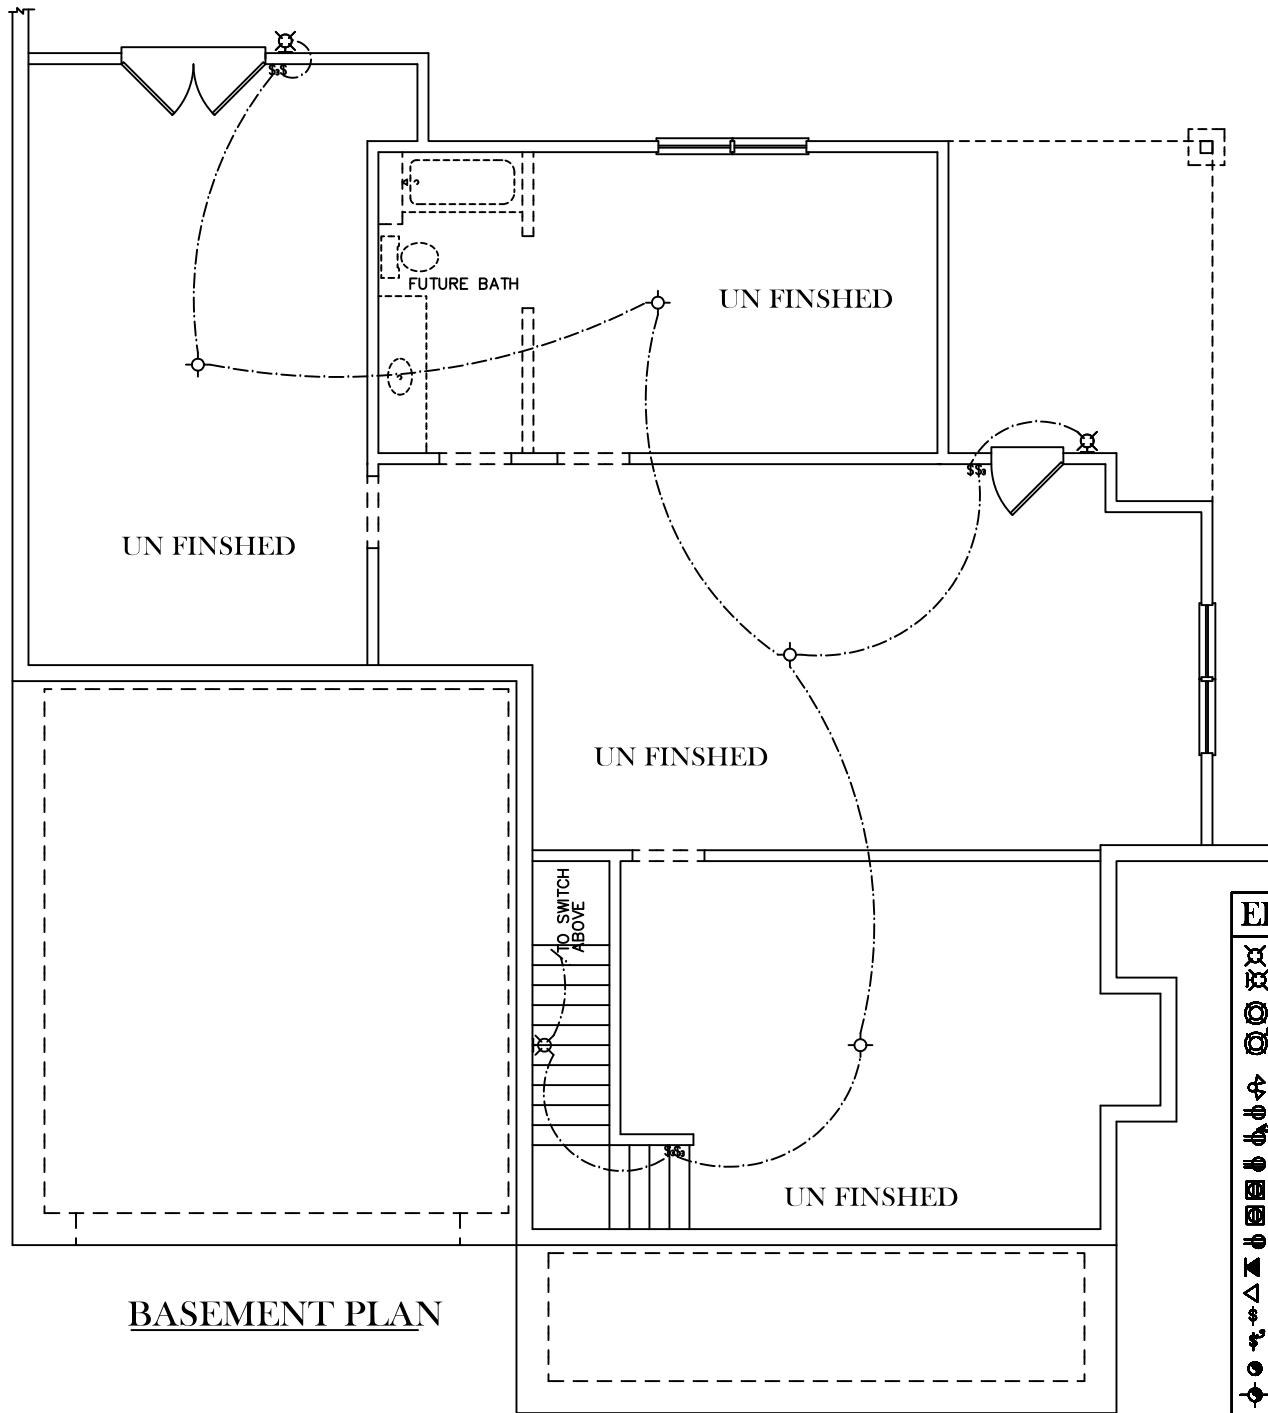 FUTURE BATH
UN FINSHED
UN FINSHED
UN FINSHED
TO SWITCH
ABOVE
UN FINSHED
BASEMENT PLAN